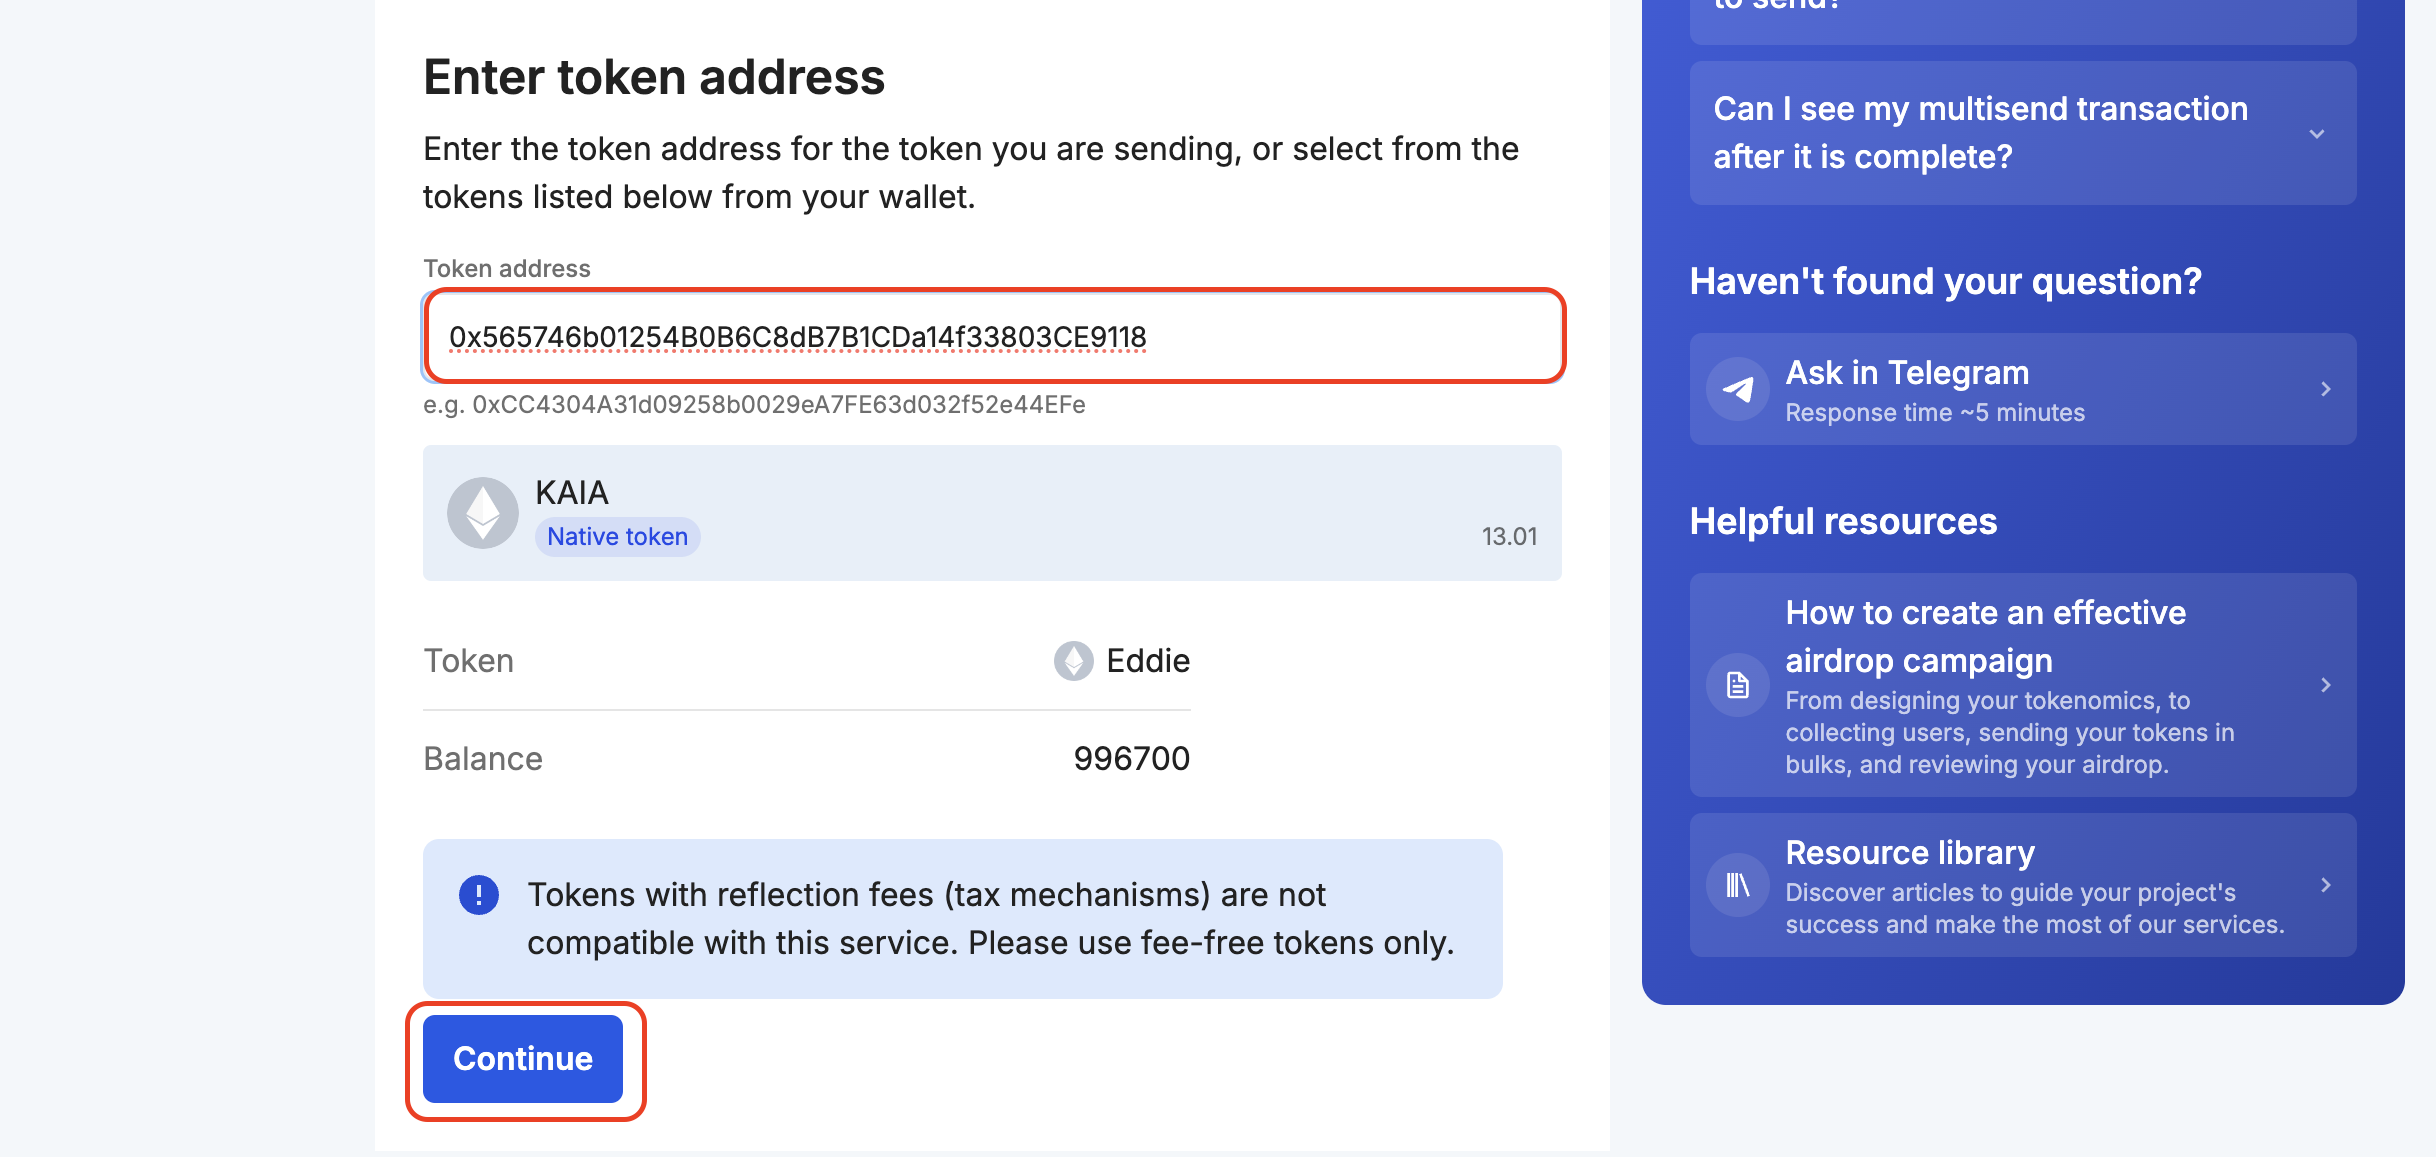 Enter token address
Enter the token address for the token you are sending, or select from the
tokens listed below from your wallet.
Token address
0x565746b01254B0B6C8dB7B1CDa14f33803CE9118
e.g. 0xCC4304A31d09258b0029eA7FE63d032f52e44EFe
KAIA
Native token
13.01
Token
Eddie
Balance
996700
Tokens with reflection fees (tax mechanisms) are not
compatible with this service. Please use fee-free tokens only.
Continue
to send?
Can I see my multisend transaction
after it is complete?
Haven't found your question?
Ask in Telegram
Response time ~5 minutes
Helpful resources
How to create an effective
airdrop campaign
From designing your tokenomics, to
collecting users, sending your tokens in
bulks, and reviewing your airdrop.
Resource library
Discover articles to guide your project's
success and make the most of our services.